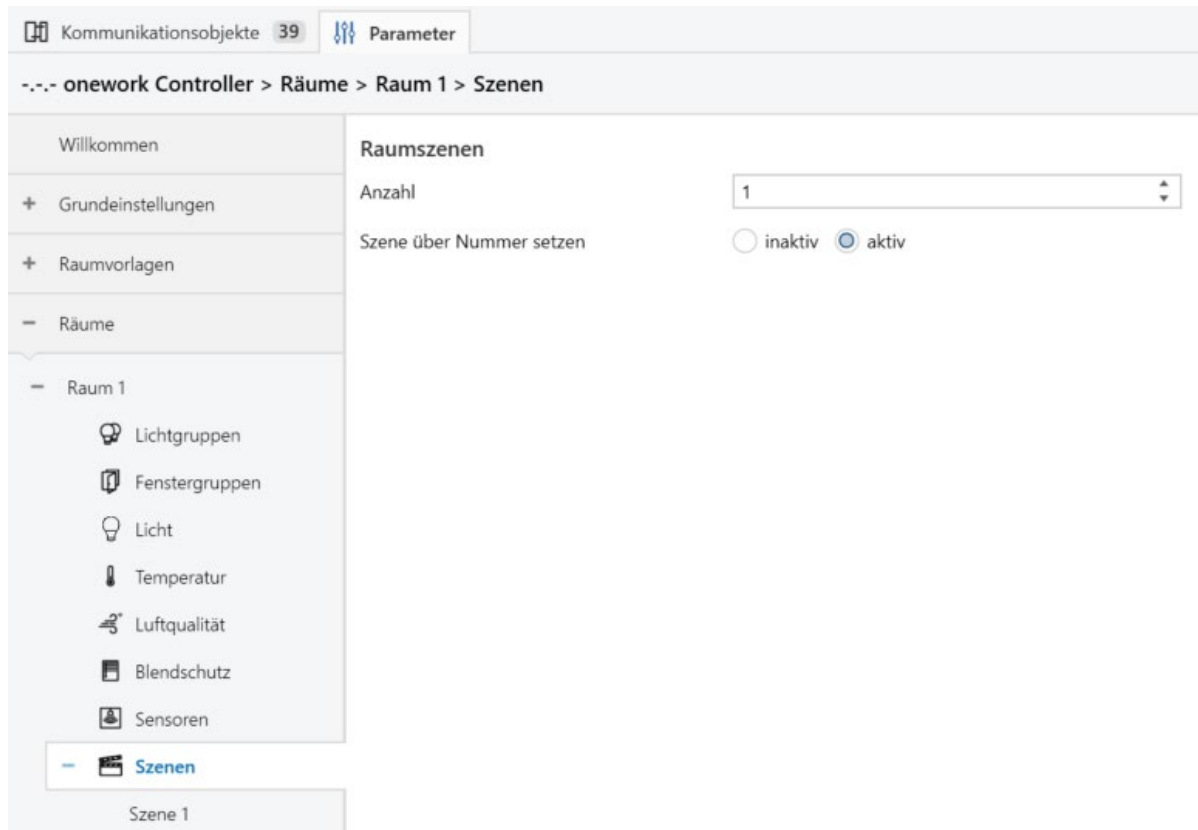 Kommunikationsobjekte 39 Parameter
-.-.- onework Controller > Räume > Raum 1 > Szenen
Willkommen
+ Grundeinstellungen
+ Raumvorlagen
− Räume
− Raum 1
Lichtgruppen
Fenstergruppen
Licht
Temperatur
Luftqualität
Blendschutz
Sensoren
− Szenen
Szene 1
Raumszenen
Anzahl 1
Szene über Nummer setzen inaktiv aktiv